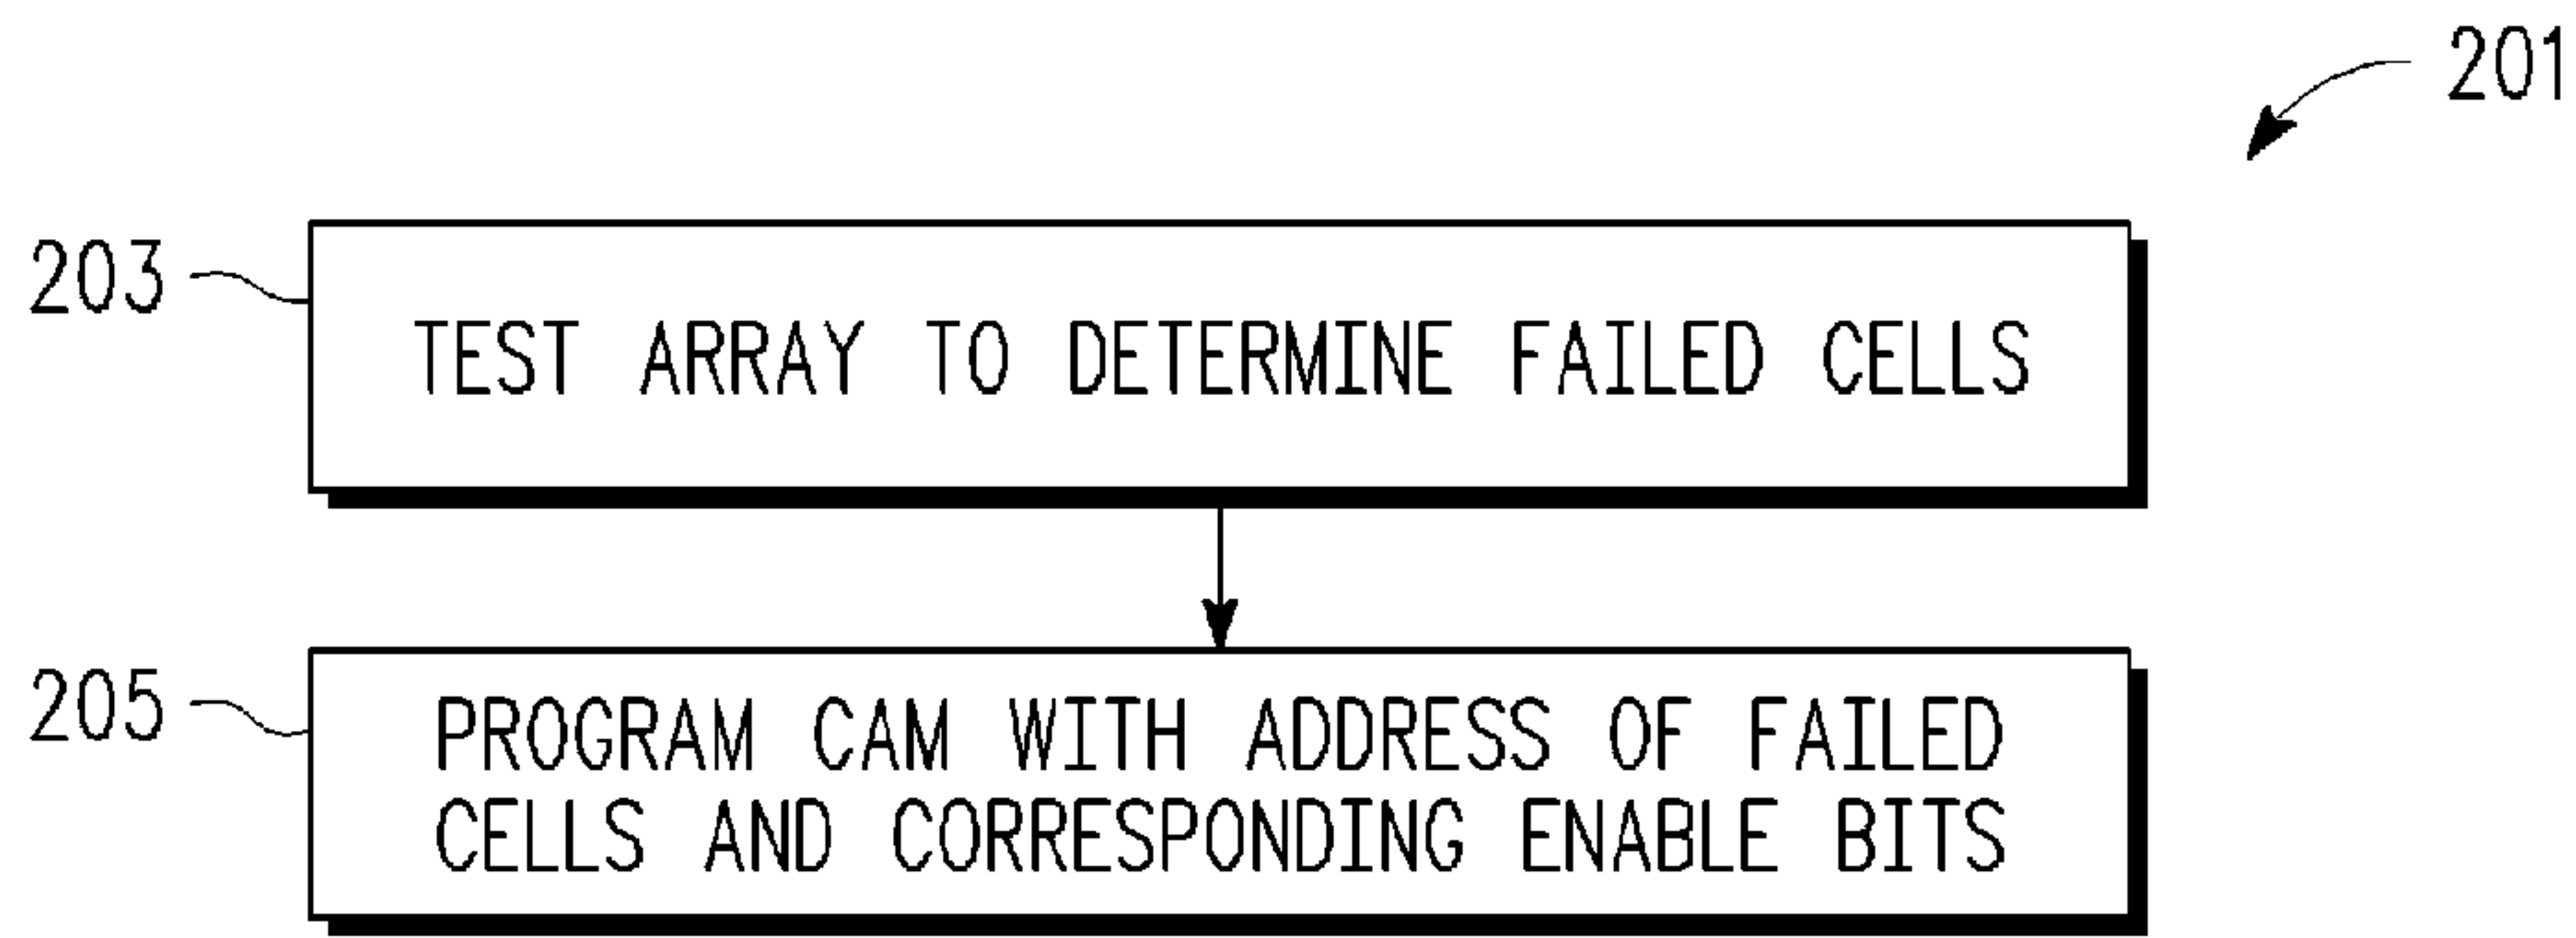 201
203
TEST ARRAY TO DETERMINE FAILED CELLS
205
PROGRAM CAM WITH ADDRESS OF FAILED
CELLS AND CORRESPONDING ENABLE BITS